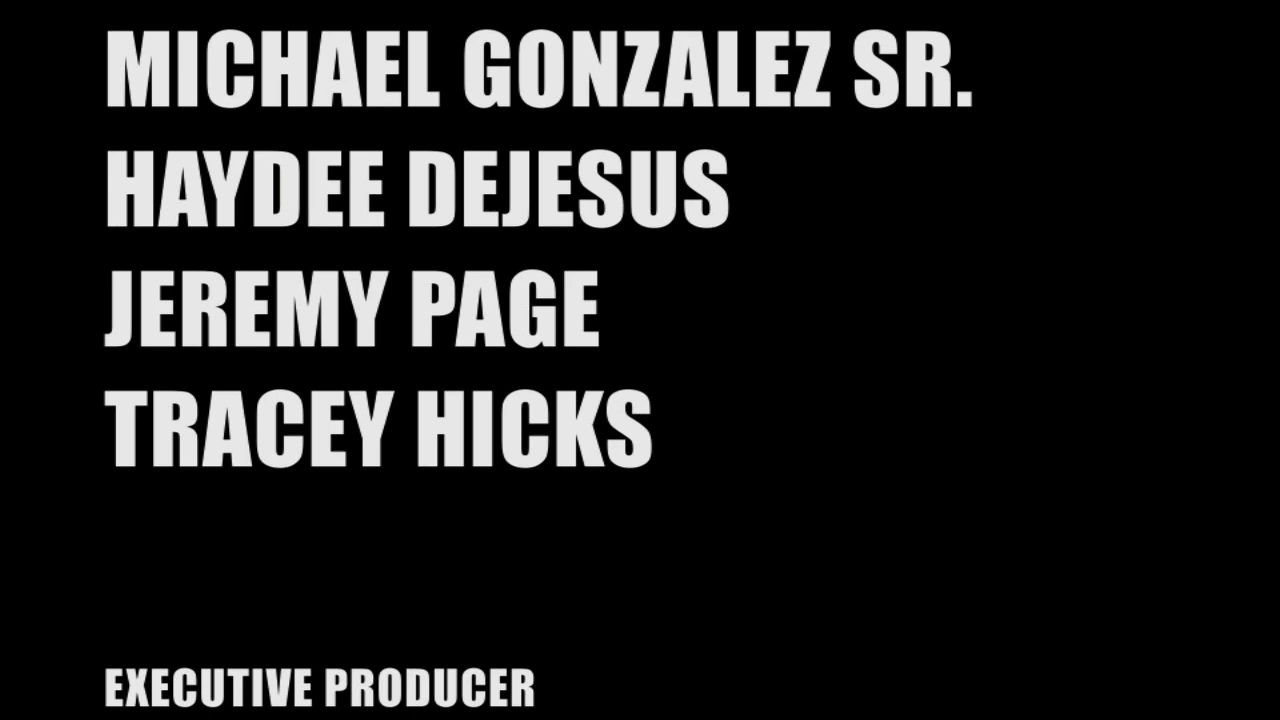 MICHAEL GONZALEZ SR.
HAYDEE DEJESUS
JEREMY PAGE
TRACEY HICKS
EXECUTIVE PRODUCER